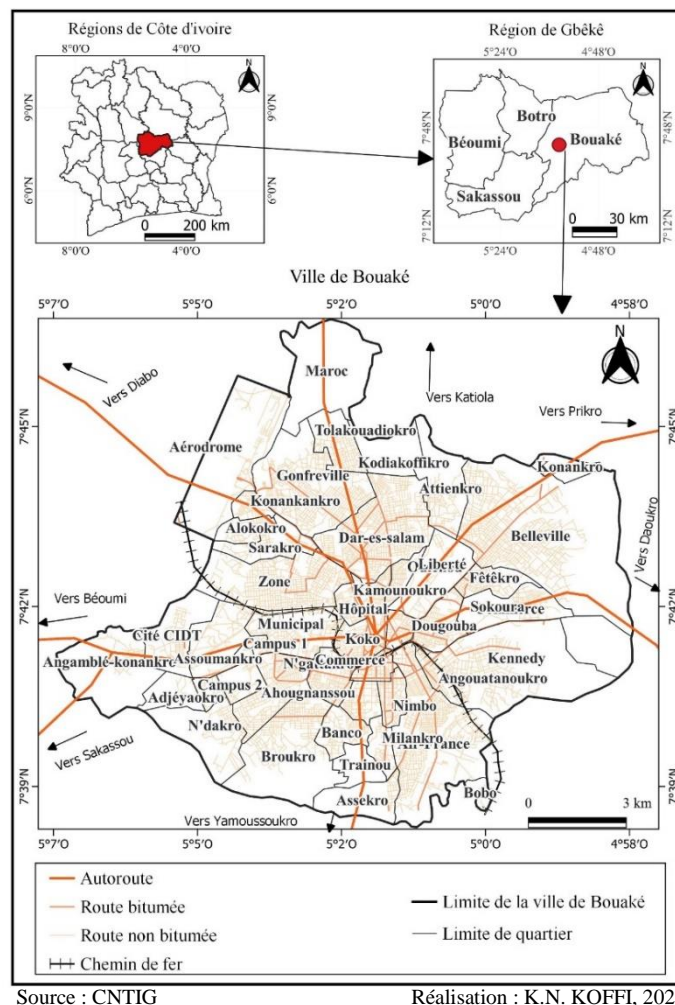 Régions de Côte d'ivoire
Région de Gbêkê
8°0'O 4°0'O
9°0'N
6°0'N
N
0 200 km
8°0'O 4°0'O
5°24'O 4°48'O
7°48'N
7°12'N
N
Botro
Béoumi
Bouaké
Sakassou
0 30 km
5°24'O 4°48'O
Ville de Bouaké
5°7'O 5°5'O 5°2'O 5°0'O 4°58'O
N
Maroc
Vers Diabo
Vers Katiola
Vers Prikro
7°45'N
7°45'N
Tolakouadiokro
Aérodrome
Kodiakoffikro
Konankro
Gonfreville
Attienkro
Konankankro
Alokokro
Dar-es-salam
Belleville
Sarakro
Liberté
Vers Daoukro
Zone
Fêtêkro
Kamounoukro
Vers Béoumi
7°42'N
7°42'N
Hôpital
Sokoura
Municipal
Dougouba
Cité CIDT
Koko
Campus 1
Kennedy
Angamblé-konankro
Assoumankro
Commerce
Angouatanoukro
Campus 2
Ahougnanssou
Adjéyaokro
Nimbo
N'dakro
Banco
Milankro
Vers Sakassou
Broukro
Trainou
7°39'N
7°39'N
Assekro
Bobo
0 3 km
Vers Yamoussoukro
5°7'O 5°5'O 5°2'O 5°0'O 4°58'O
Autoroute
Route bitumée
Route non bitumée
Chemin de fer
Limite de la ville de Bouaké
Limite de quartier
Source : CNTIG
Réalisation : K.N. KOFFI, 202